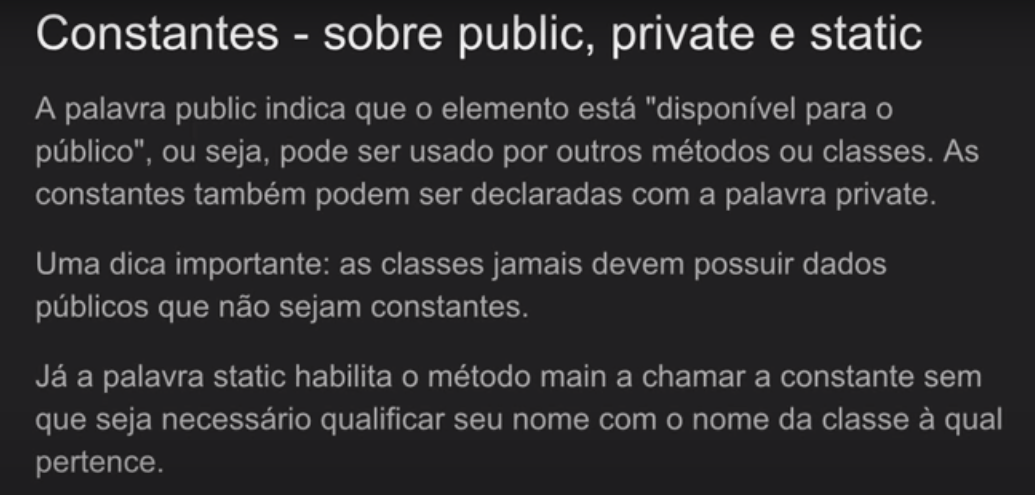 Constantes - sobre public, private e static
A palavra public indica que o elemento está "disponível para o
público", ou seja, pode ser usado por outros métodos ou classes. As
constantes também podem ser declaradas com a palavra private.
Uma dica importante: as classes jamais devem possuir dados
públicos que não sejam constantes.
Já a palavra static habilita o método main a chamar a constante sem
que seja necessário qualificar seu nome com o nome da classe à qual
pertence.